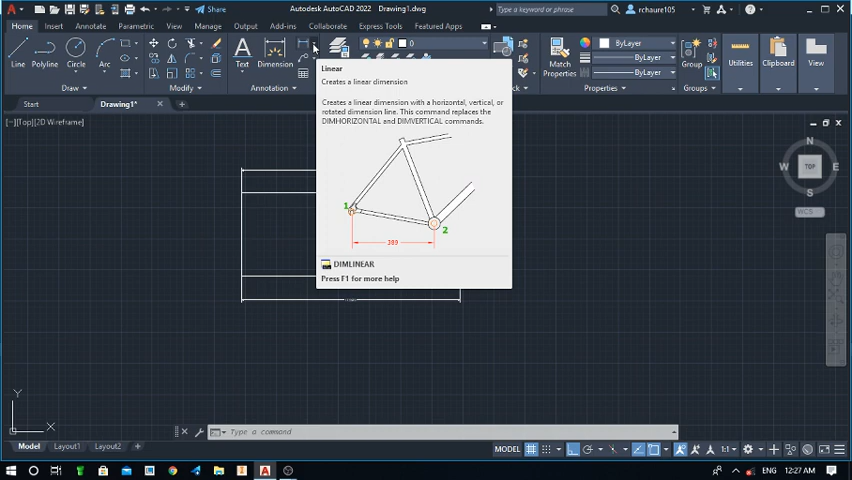 Share
Autodesk AutoCAD 2022 Drawing1.dwg
Type a keyword or phrase
rchaure105
Home Insert Annotate Parametric View Manage Output Add-ins Collaborate Express Tools Featured Apps
Line Polyline Circle Arc
Text Dimension
0
Match
Properties
ByLayer
ByLayer
ByLayer
Group
Utilities
Clipboard
View
Draw
Annotation
Properties
Groups
Start
Drawing1*
[−][Top][2D Wireframe]
Linear
Creates a linear dimension
Creates a linear dimension with a horizontal, vertical, or
rotated dimension line. This command replaces the
DIMHORIZONTAL and DIMVERTICAL commands.
1
2
389
DIMLINEAR
Press F1 for more help
N
W
TOP
E
S
WCS
Y
X
Type a command
Model Layout1 Layout2 +
MODEL
1:1
ENG 12:27 AM